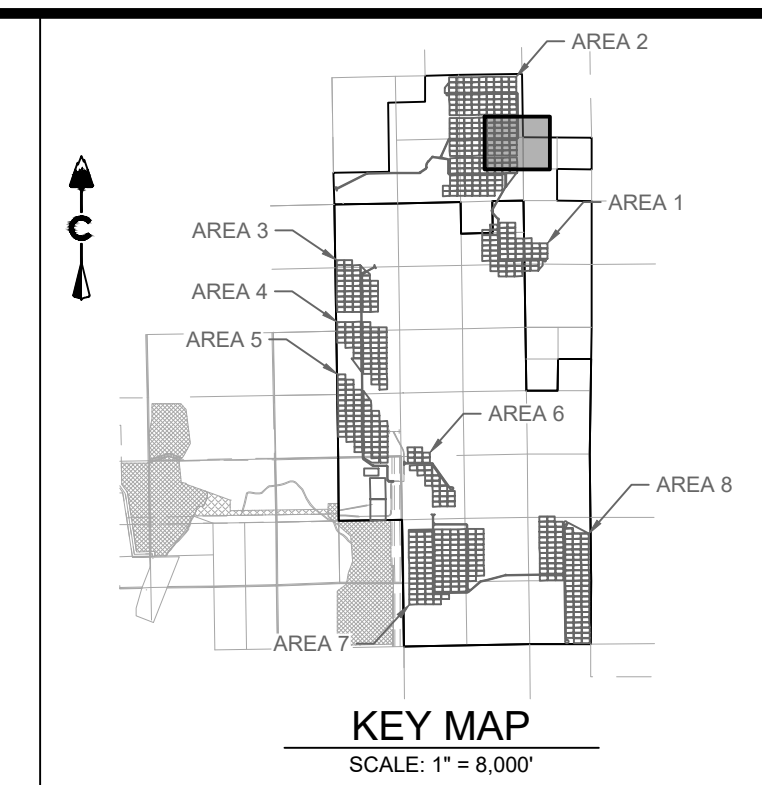 AREA 2
AREA 1
AREA 3
AREA 4
AREA 5
AREA 6
AREA 8
AREA 7
C
KEY MAP
SCALE: 1" = 8,000'